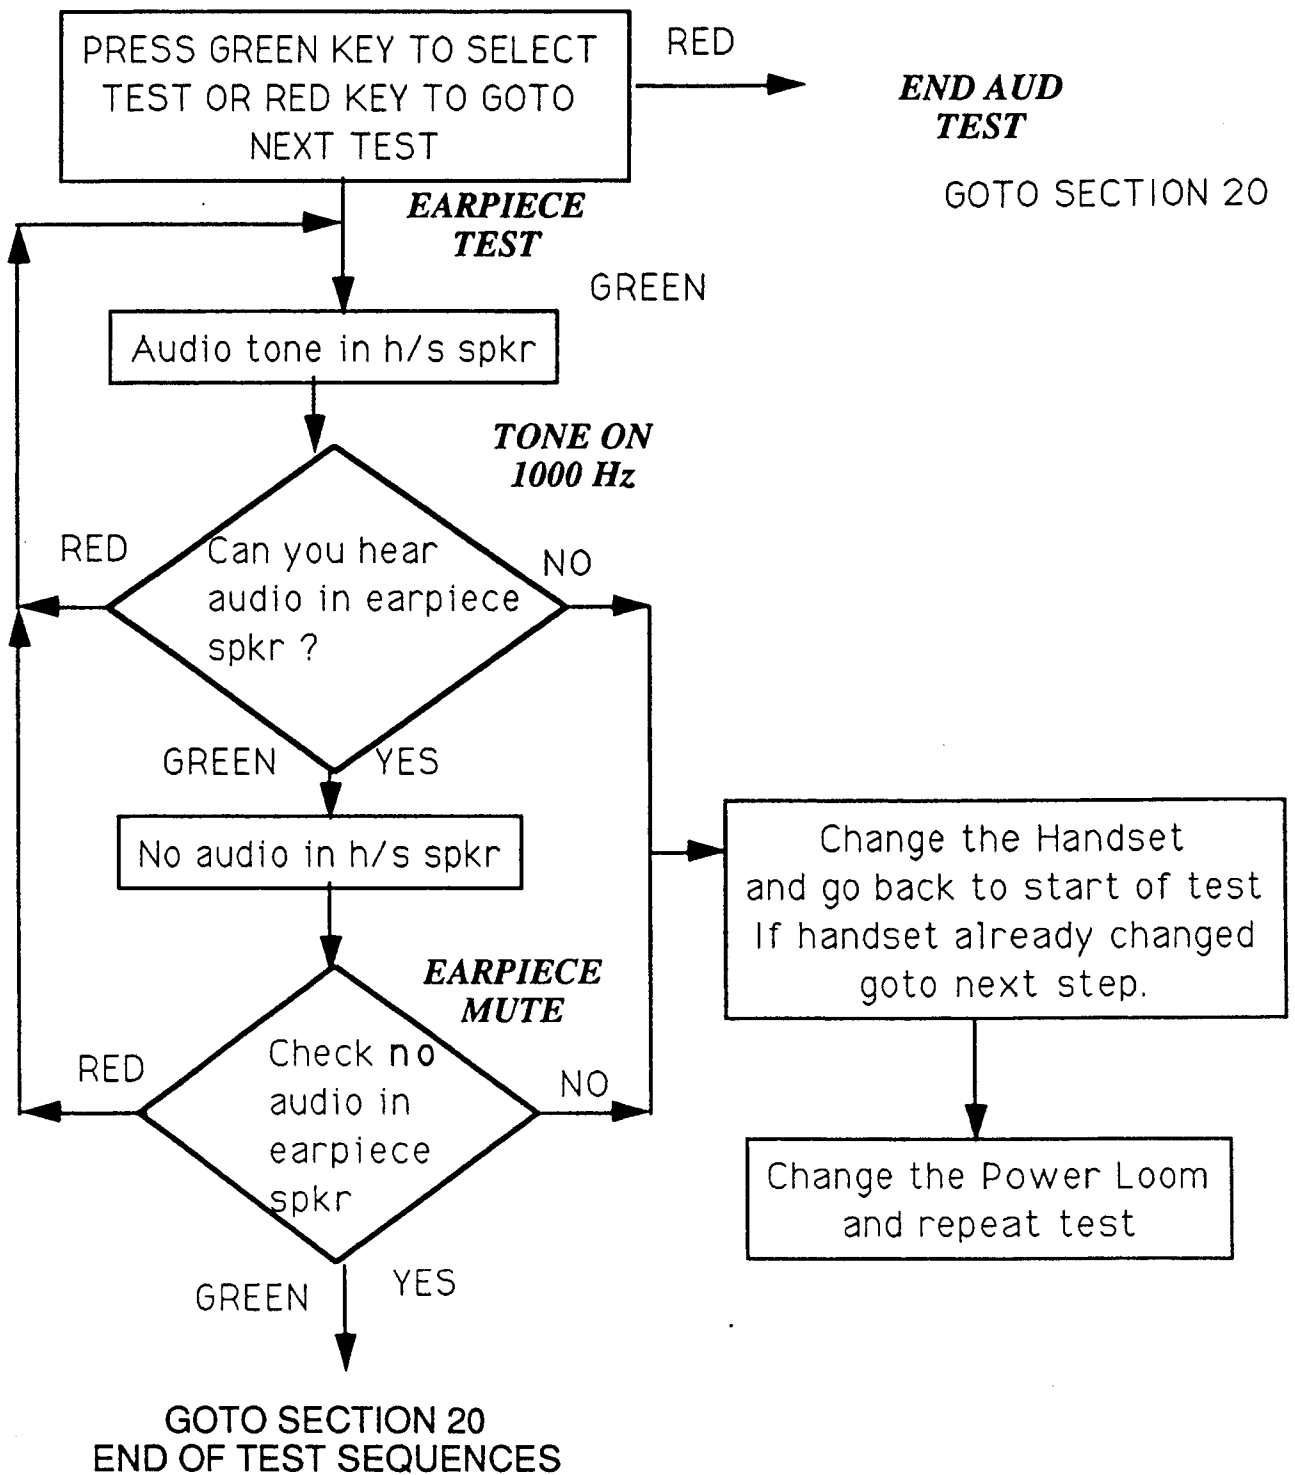 PRESS GREEN KEY TO SELECT
TEST OR RED KEY TO GOTO
NEXT TEST
RED
END AUD
TEST
GOTO SECTION 20
EARPIECE
TEST
GREEN
Audio tone in h/s spkr
TONE ON
1000 Hz
RED
Can you hear
audio in earpiece
spkr ?
NO
GREEN
YES
No audio in h/s spkr
Change the Handset
and go back to start of test
If handset already changed
goto next step.
EARPIECE
MUTE
RED
Check no
audio in
earpiece
spkr
NO
Change the Power Loom
and repeat test
GREEN
YES
GOTO SECTION 20
END OF TEST SEQUENCES